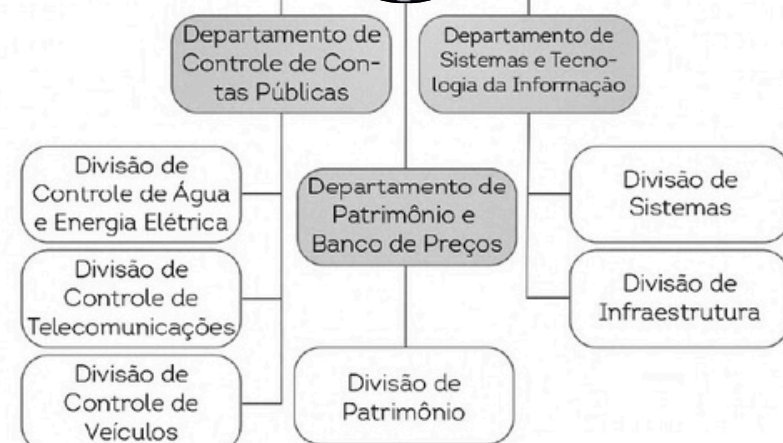 Departamento de
Controle de Con-
tas Públicas
Departamento de
Sistemas e Tecno-
logia da Informação
Divisão de
Controle de Água
e Energia Elétrica
Departamento de
Patrimônio e
Banco de Preços
Divisão de
Sistemas
Divisão de
Controle de
Telecomunicações
Divisão de
Infraestrutura
Divisão de
Controle de
Veículos
Divisão de
Patrimônio